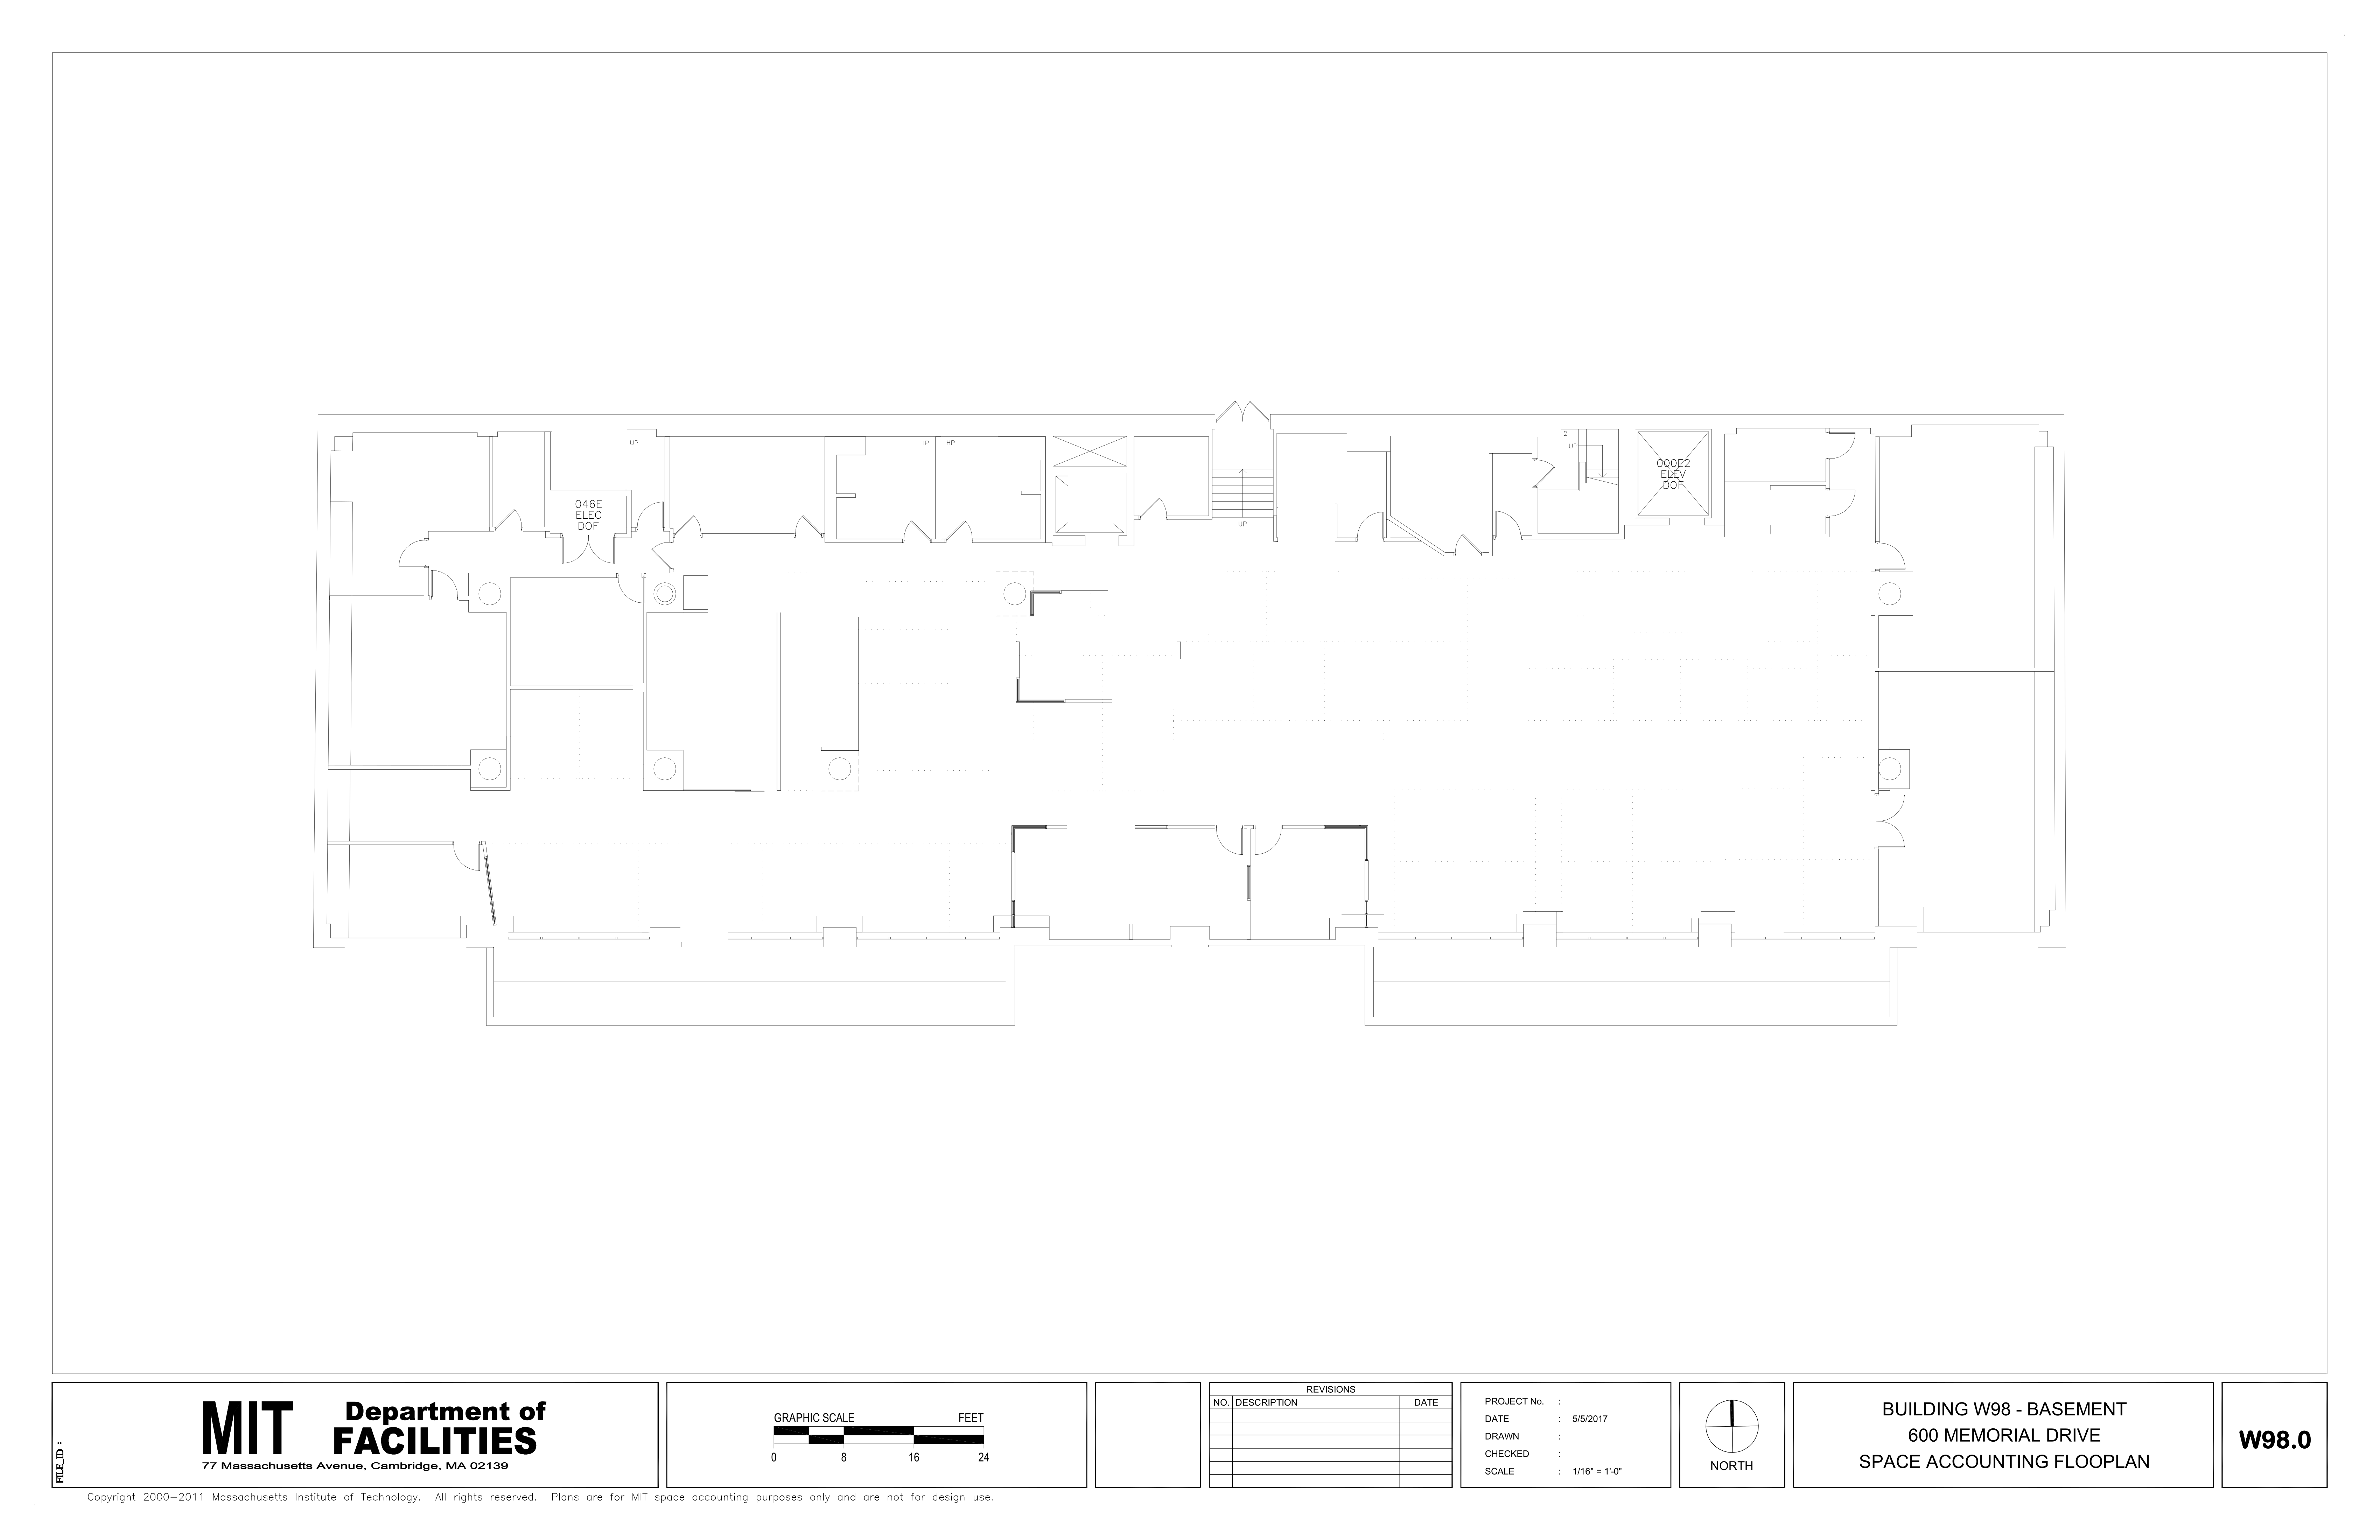 UP
HP
HP
2
UP
000E2
ELEV
DOF
046E
ELEC
DOF
UP
MIT
Department of
FACILITIES
77 Massachusetts Avenue, Cambridge, MA 02139
FILE_ID :
GRAPHIC SCALE FEET
0 8 16 24
REVISIONS
NO. DESCRIPTION DATE
PROJECT No. :
DATE : 5/5/2017
DRAWN :
CHECKED :
SCALE : 1/16" = 1'-0"
NORTH
BUILDING W98 - BASEMENT
600 MEMORIAL DRIVE
SPACE ACCOUNTING FLOOPLAN
W98.0
Copyright 2000-2011 Massachusetts Institute of Technology. All rights reserved. Plans are for MIT space accounting purposes only and are not for design use.